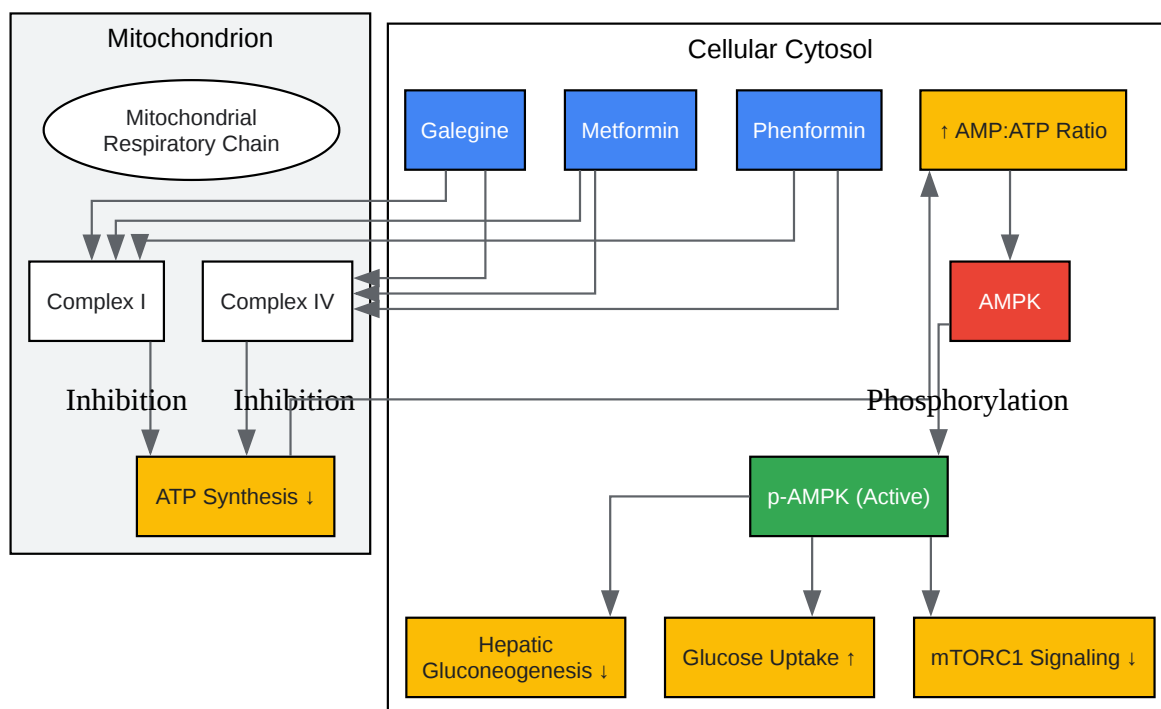 Mitochondrion
Cellular Cytosol
Mitochondrial
Respiratory Chain
Galegine
Metformin
Phenformin
↑ AMP:ATP Ratio
Complex I
Complex IV
AMPK
Inhibition
Inhibition
Phosphorylation
ATP Synthesis ↓
p-AMPK (Active)
Hepatic
Gluconeogenesis ↓
Glucose Uptake ↑
mTORC1 Signaling ↓